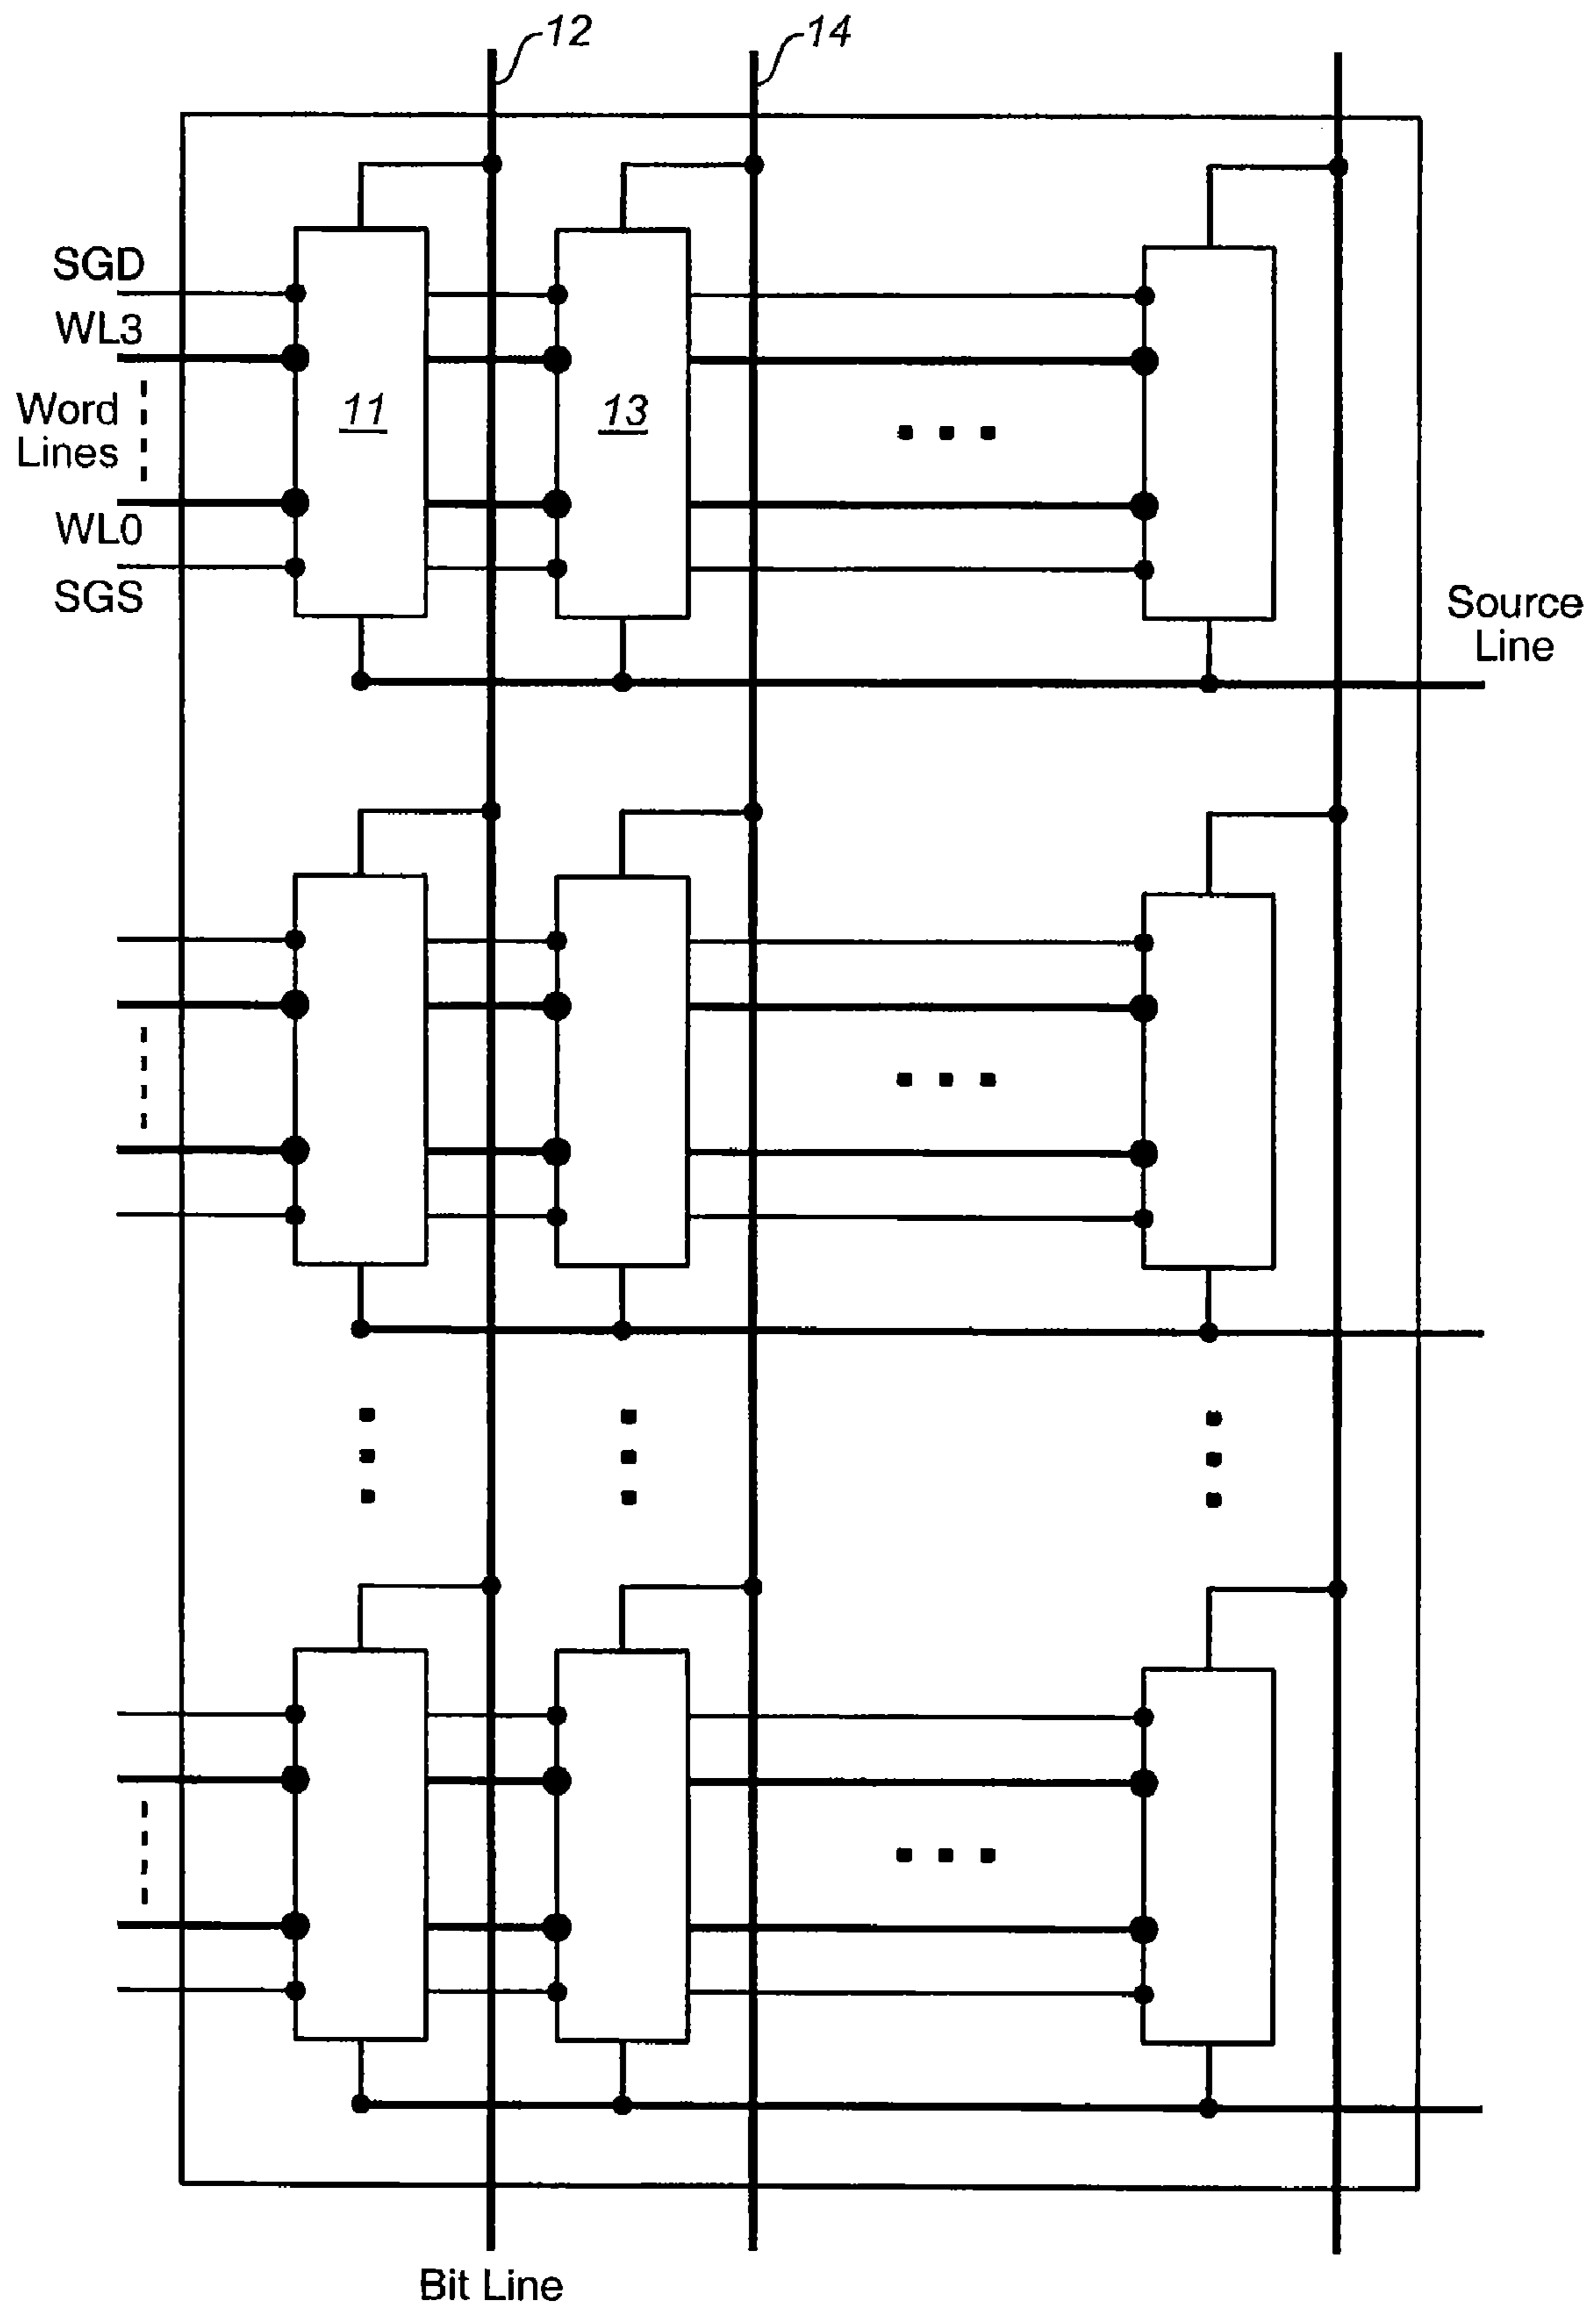 12
14
SGD
WL3
Word
Lines
11
13
WL0
SGS
Source
Line
Bit Line